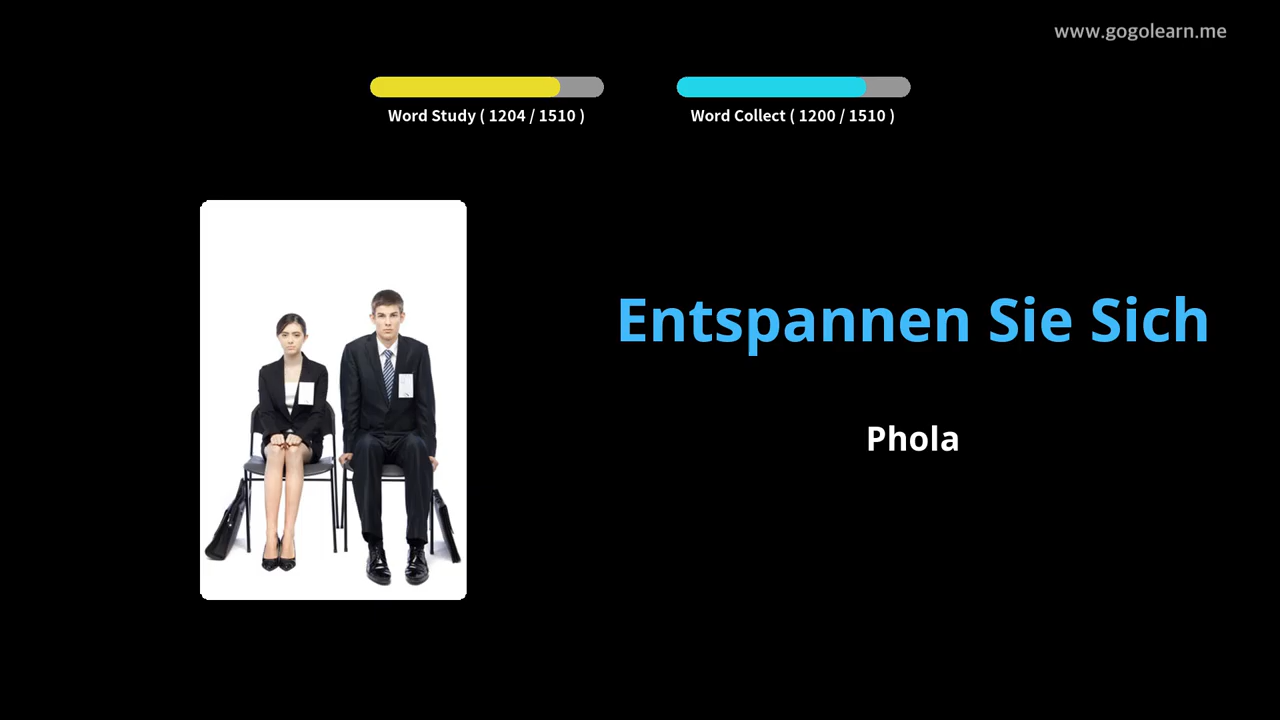 www.gogolearn.me
Word Study ( 1204 / 1510 )
Word Collect ( 1200 / 1510 )
Entspannen Sie Sich
Phola